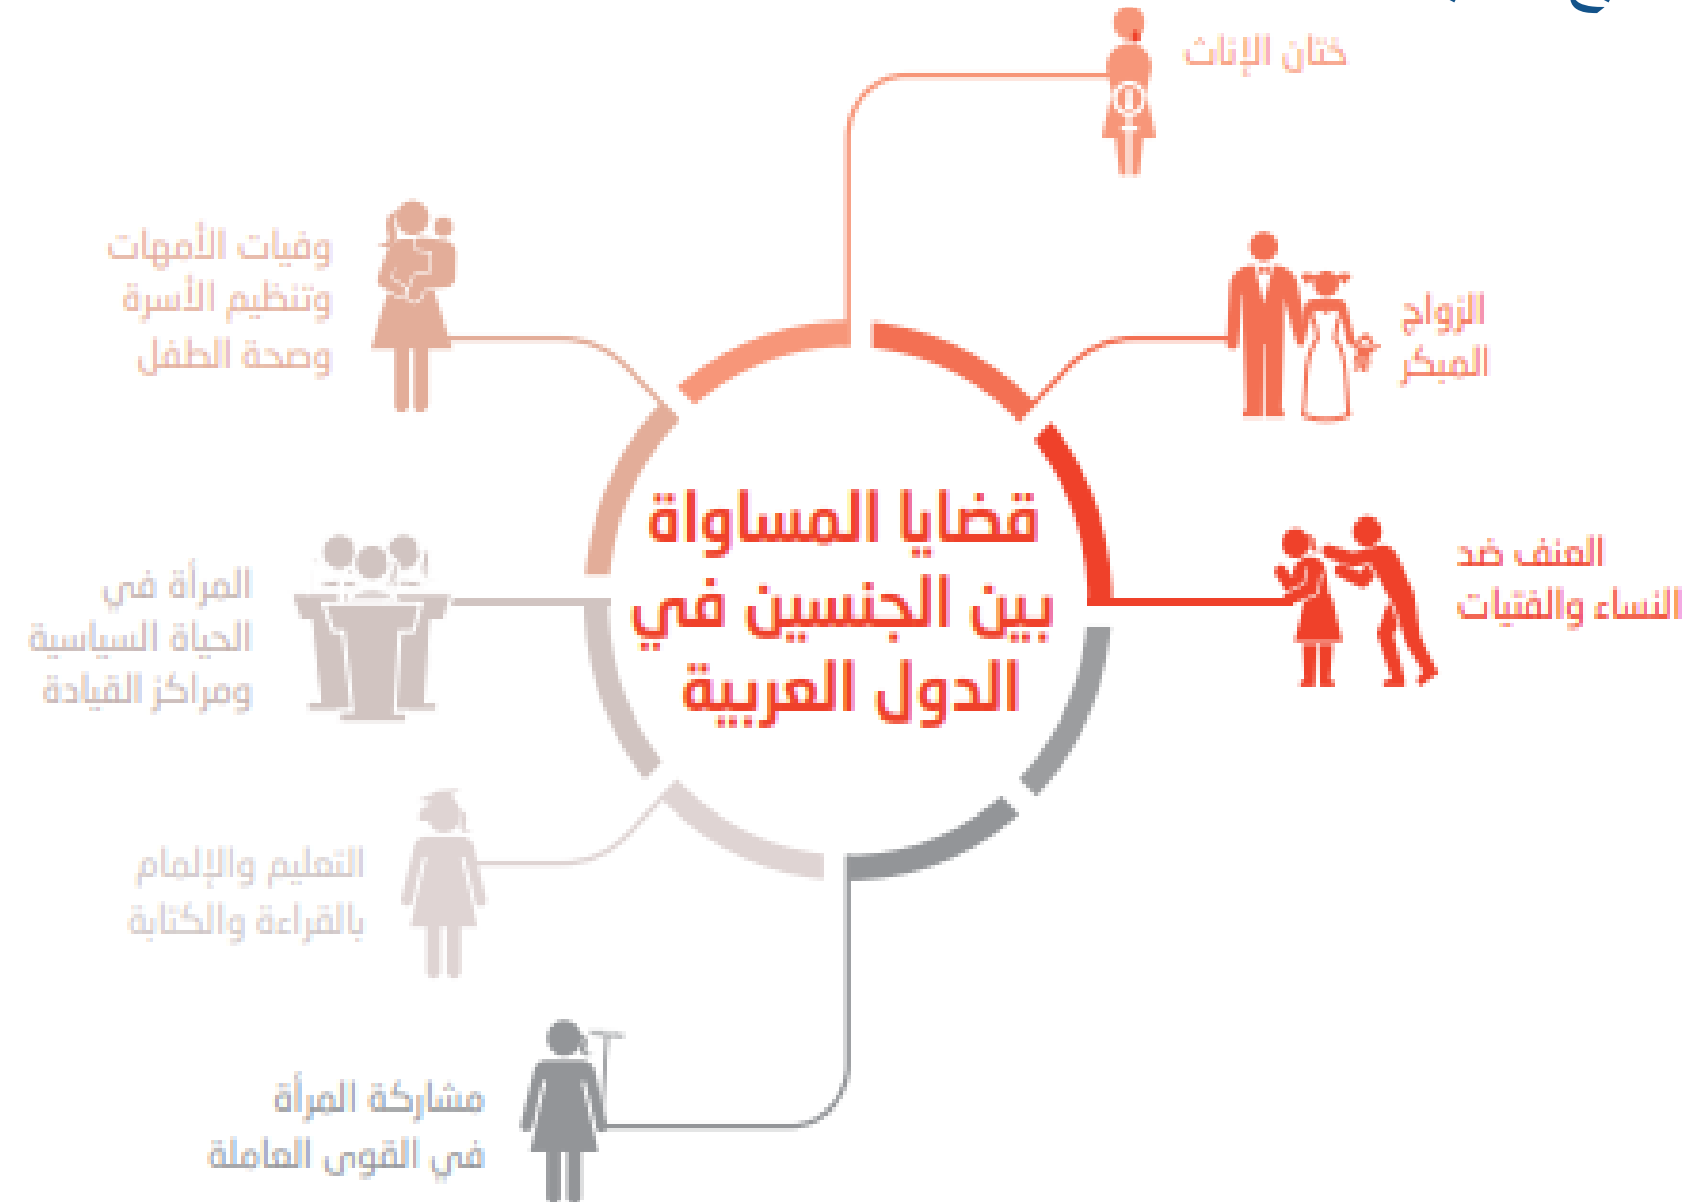 ختان الإناث
الزواج
المبكر
العنف ضد
النساء والفتيات
قضايا المساواة
بين الجنسين في
الدول العربية
وفيات الأمهات
وتنظيم الأسرة
وصحة الطفل
المرأة في
الحياة السياسية
ومراكز القيادة
التعليم والإلمام
بالقراءة والكتابة
مشاركة المرأة
في القوى العاملة